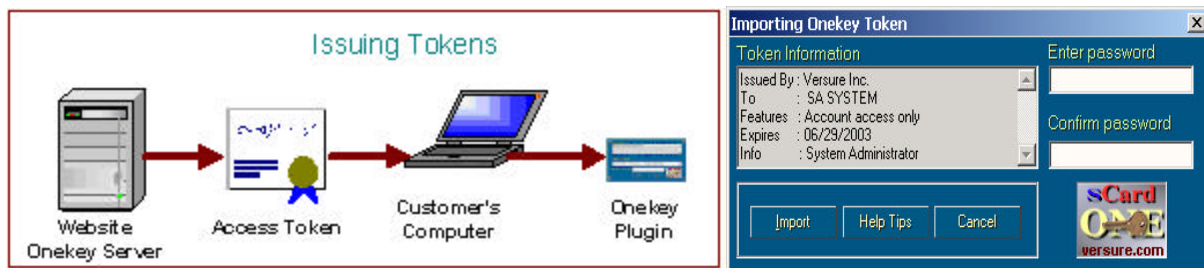 Issuing Tokens
Website
Onekey Server
Access Token
Customer's
Computer
Onekey
Plugin
Importing Onekey Token
Token Information
Issued By : Versure Inc.
To : SA SYSTEM
Features : Account access only
Expires : 06/29/2003
Info : System Administrator
Enter password
Confirm password
Import
Help Tips
Cancel
sCard
ONE
versure.com